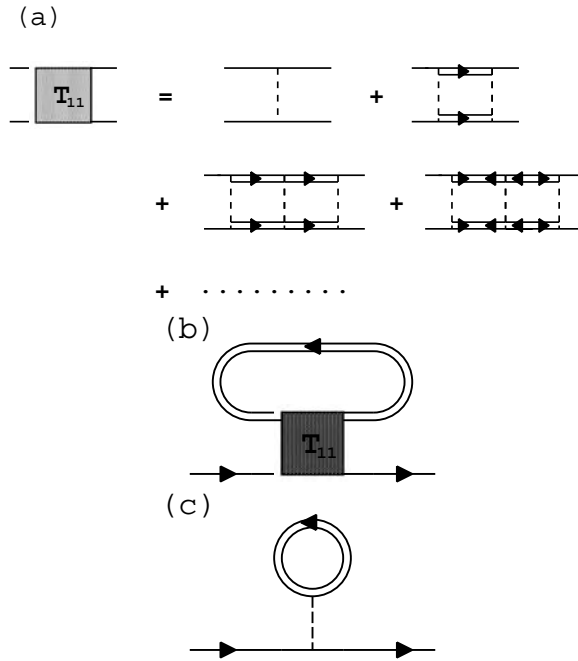 (a)
T₁₁ = +
+ +
+ . . . . . . . . .
(b)
T₁₁
(c)